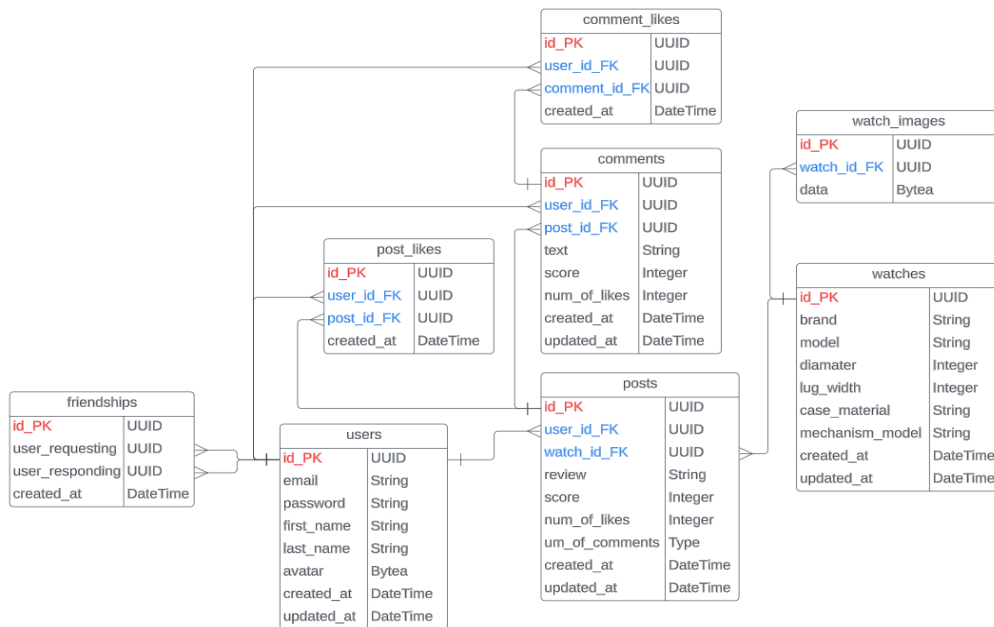 comment_likes
id_PK UUID
user_id_FK UUID
comment_id_FK UUID
created_at DateTime
watch_images
id_PK UUID
watch_id_FK UUID
data Bytea
comments
id_PK UUID
user_id_FK UUID
post_id_FK UUID
text String
score Integer
num_of_likes Integer
created_at DateTime
updated_at DateTime
post_likes
id_PK UUID
user_id_FK UUID
post_id_FK UUID
created_at DateTime
watches
id_PK UUID
brand String
model String
diamater Integer
lug_width Integer
case_material String
mechanism_model String
created_at DateTime
updated_at DateTime
posts
id_PK UUID
user_id_FK UUID
watch_id_FK UUID
review String
score Integer
num_of_likes Integer
um_of_comments Type
created_at DateTime
updated_at DateTime
friendships
id_PK UUID
user_requesting UUID
user_responding UUID
created_at DateTime
users
id_PK UUID
email String
password String
first_name String
last_name String
avatar Bytea
created_at DateTime
updated_at DateTime